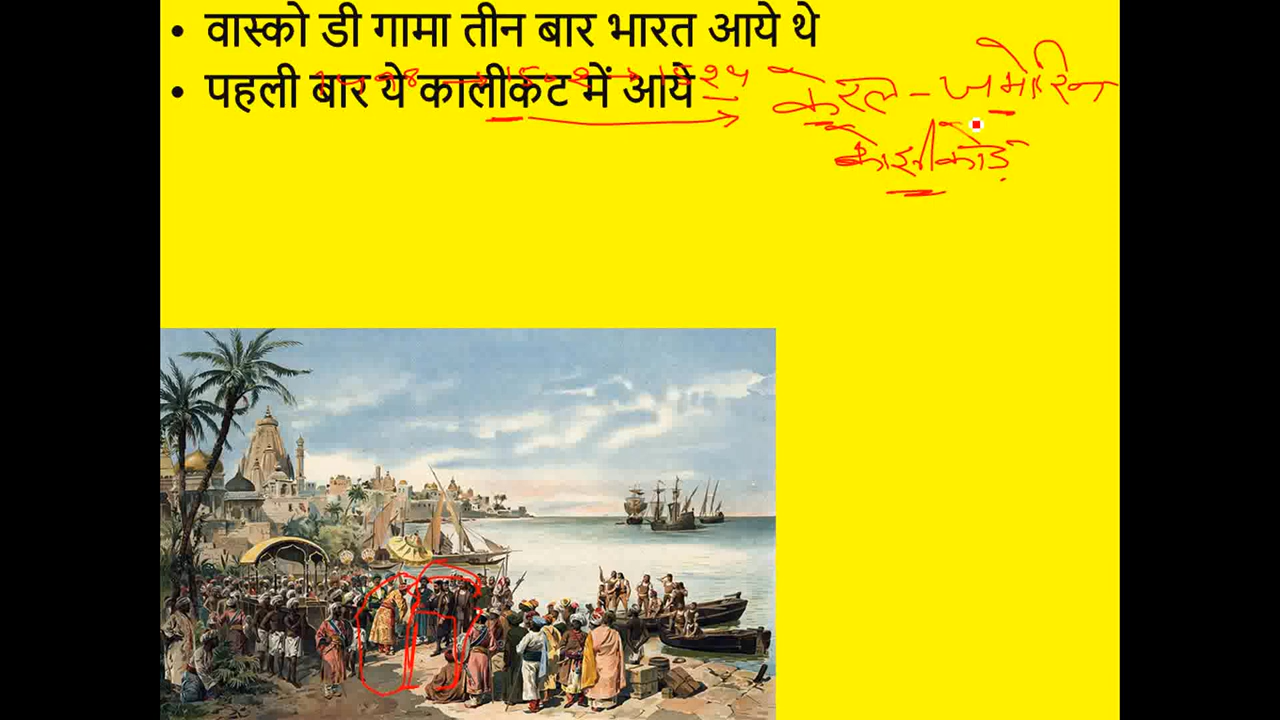 • वास्को डी गामा तीन बार भारत आये थे
• पहली बार ये कालीकट में आये
केरल - जमोरिन